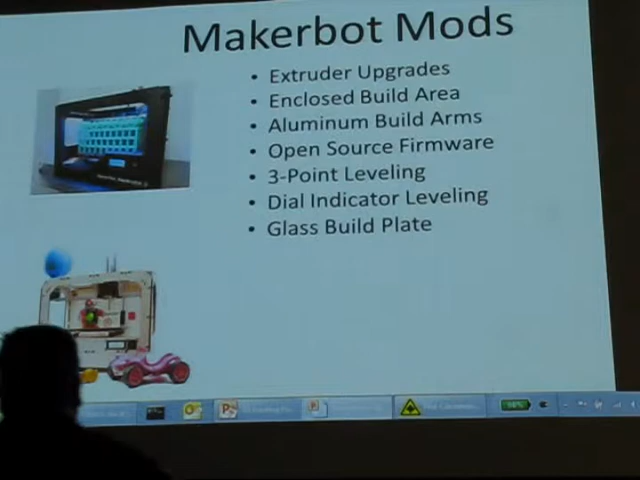 Makerbot Mods
• Extruder Upgrades
• Enclosed Build Area
• Aluminum Build Arms
• Open Source Firmware
• 3-Point Leveling
• Dial Indicator Leveling
• Glass Build Plate